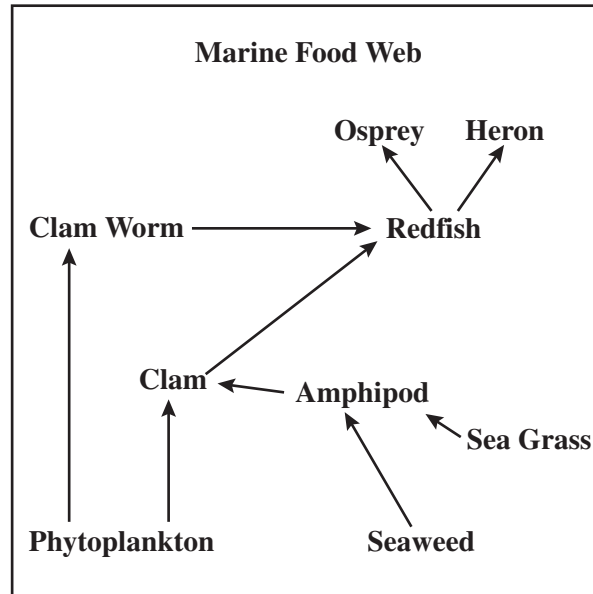 Marine Food Web
Osprey
Heron
Clam Worm
Redfish
Clam
Amphipod
Sea Grass
Phytoplankton
Seaweed